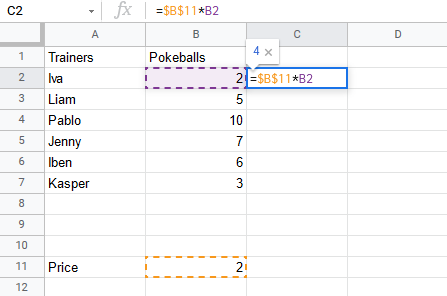 C2 fx =$B$11*B2
A B C D
4 ×
1 Trainers Pokeballs
2 Iva 2 =$B$11*B2
3 Liam 5
4 Pablo 10
5 Jenny 7
6 Iben 6
7 Kasper 3
8
9
10
11 Price 2
12